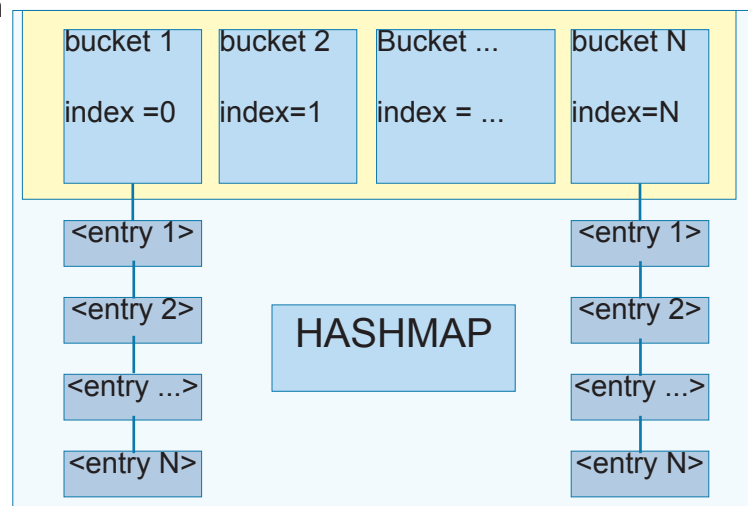 bucket 1
index =0
bucket 2
index=1
Bucket ...
index = ...
bucket N
index=N
<entry 1>
<entry 2>
<entry ...>
<entry N>
HASHMAP
<entry 1>
<entry 2>
<entry ...>
<entry N>